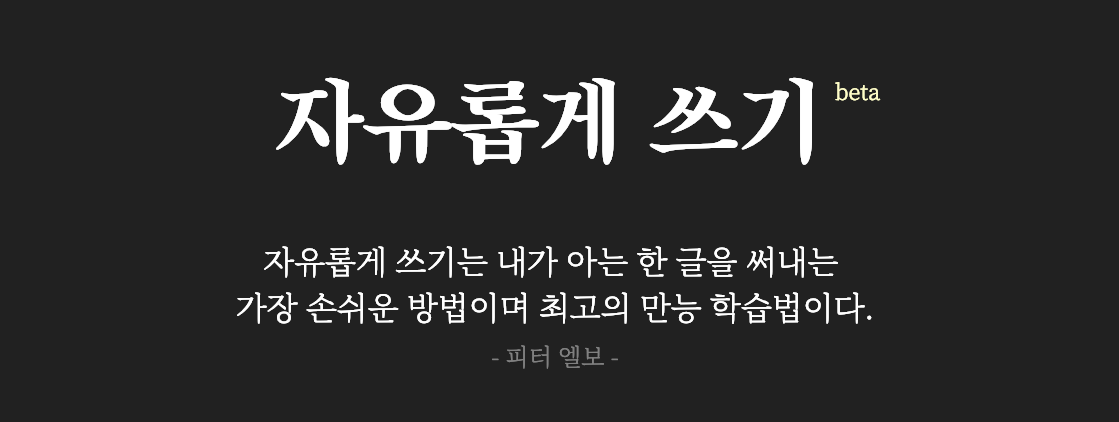 자유롭게 쓰기 beta
자유롭게 쓰기는 내가 아는 한 글을 써내는
가장 손쉬운 방법이며 최고의 만능 학습법이다.
- 피터 엘보 -